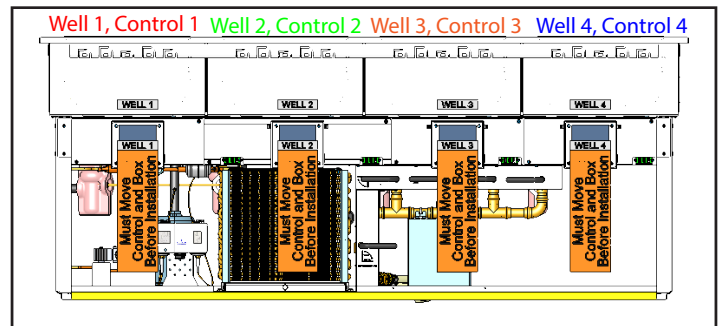 Well 1, Control 1 Well 2, Control 2 Well 3, Control 3 Well 4, Control 4
WELL 1 WELL 2 WELL 3 WELL 4
WELL 1 WELL 2 WELL 3 WELL 4
Must Move
Control and Box
Before Installation
Must Move
Control and Box
Before Installation
Must Move
Control and Box
Before Installation
Must Move
Control and Box
Before Installation